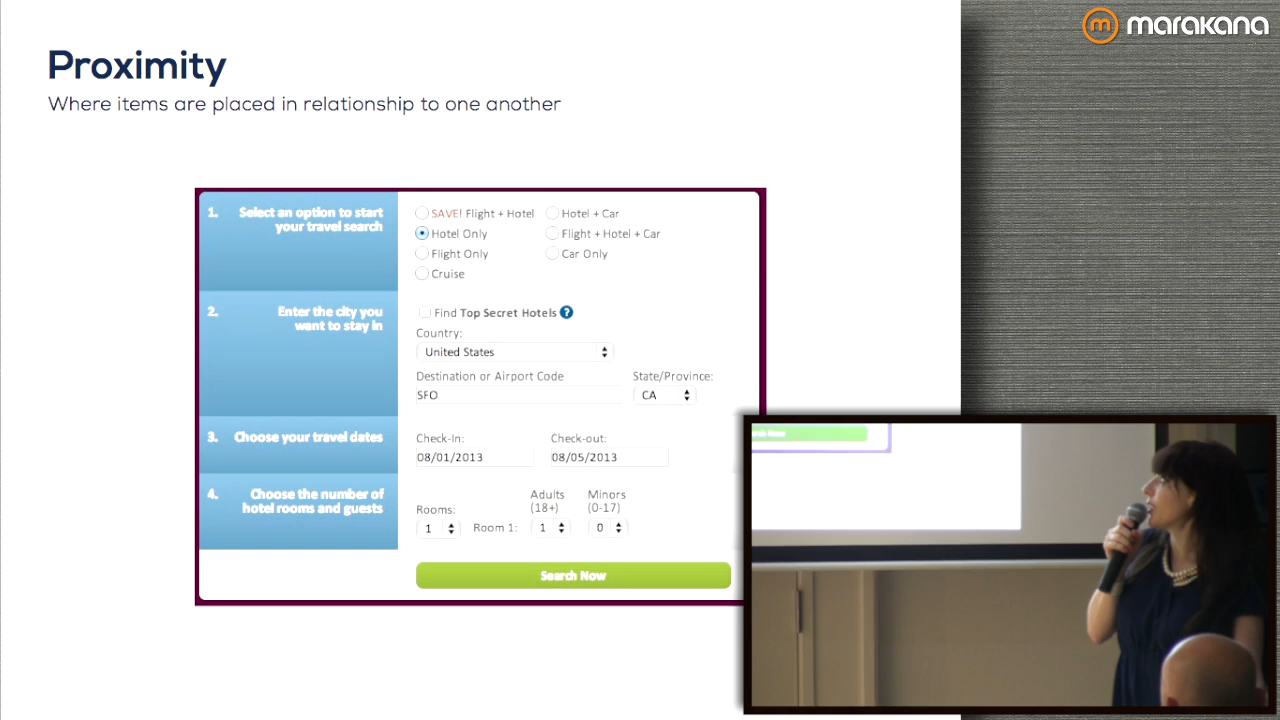 marakana
Proximity
Where items are placed in relationship to one another
1. Select an option to start
your travel search
SAVE! Flight + Hotel
Hotel + Car
Hotel Only
Flight + Hotel + Car
Flight Only
Car Only
Cruise
2. Enter the city you
want to stay in
Find Top Secret Hotels ?
Country:
United States
Destination or Airport Code
State/Province:
SFO
CA
3. Choose your travel dates
Check-In:
Check-out:
08/01/2013
08/05/2013
4. Choose the number of
hotel rooms and guests
Rooms:
Adults
(18+)
Minors
(0-17)
1
Room 1:
1
0
Search Now